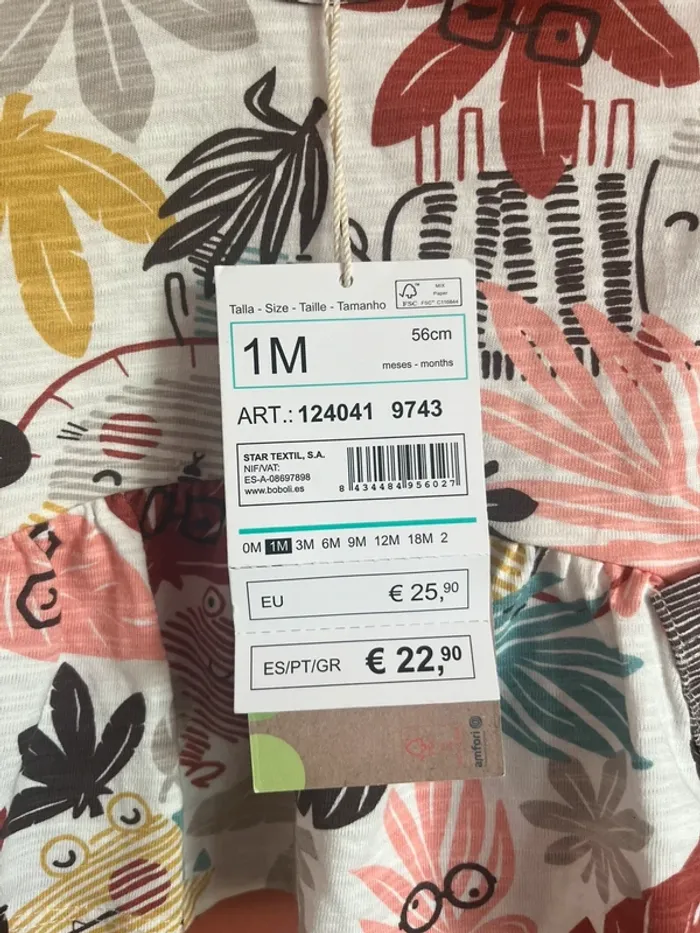 Talla - Size - Taille - Tamanho
FSC
MIX
Paper
FSC™ C119844
1M
56cm
meses - months
ART.: 124041 9743
STAR TEXTIL, S.A.
NIF/VAT:
ES-A-08697898
www.boboli.es
8 434484 956027
0M 1M 3M 6M 9M 12M 18M 2
EU € 25,90
ES/PT/GR € 22,90
amfori